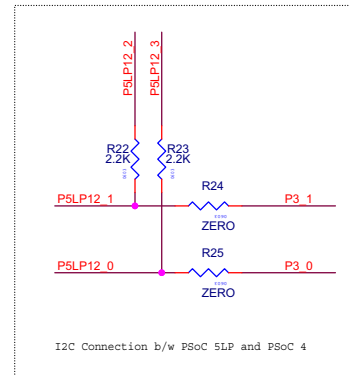 P5LP12_2
P5LP12_3
R22
2.2K
R23
2.2K
R24
P5LP12_1
P3_1
ZERO
R25
P5LP12_0
P3_0
ZERO
I2C Connection b/w PSoC 5LP and PSoC 4